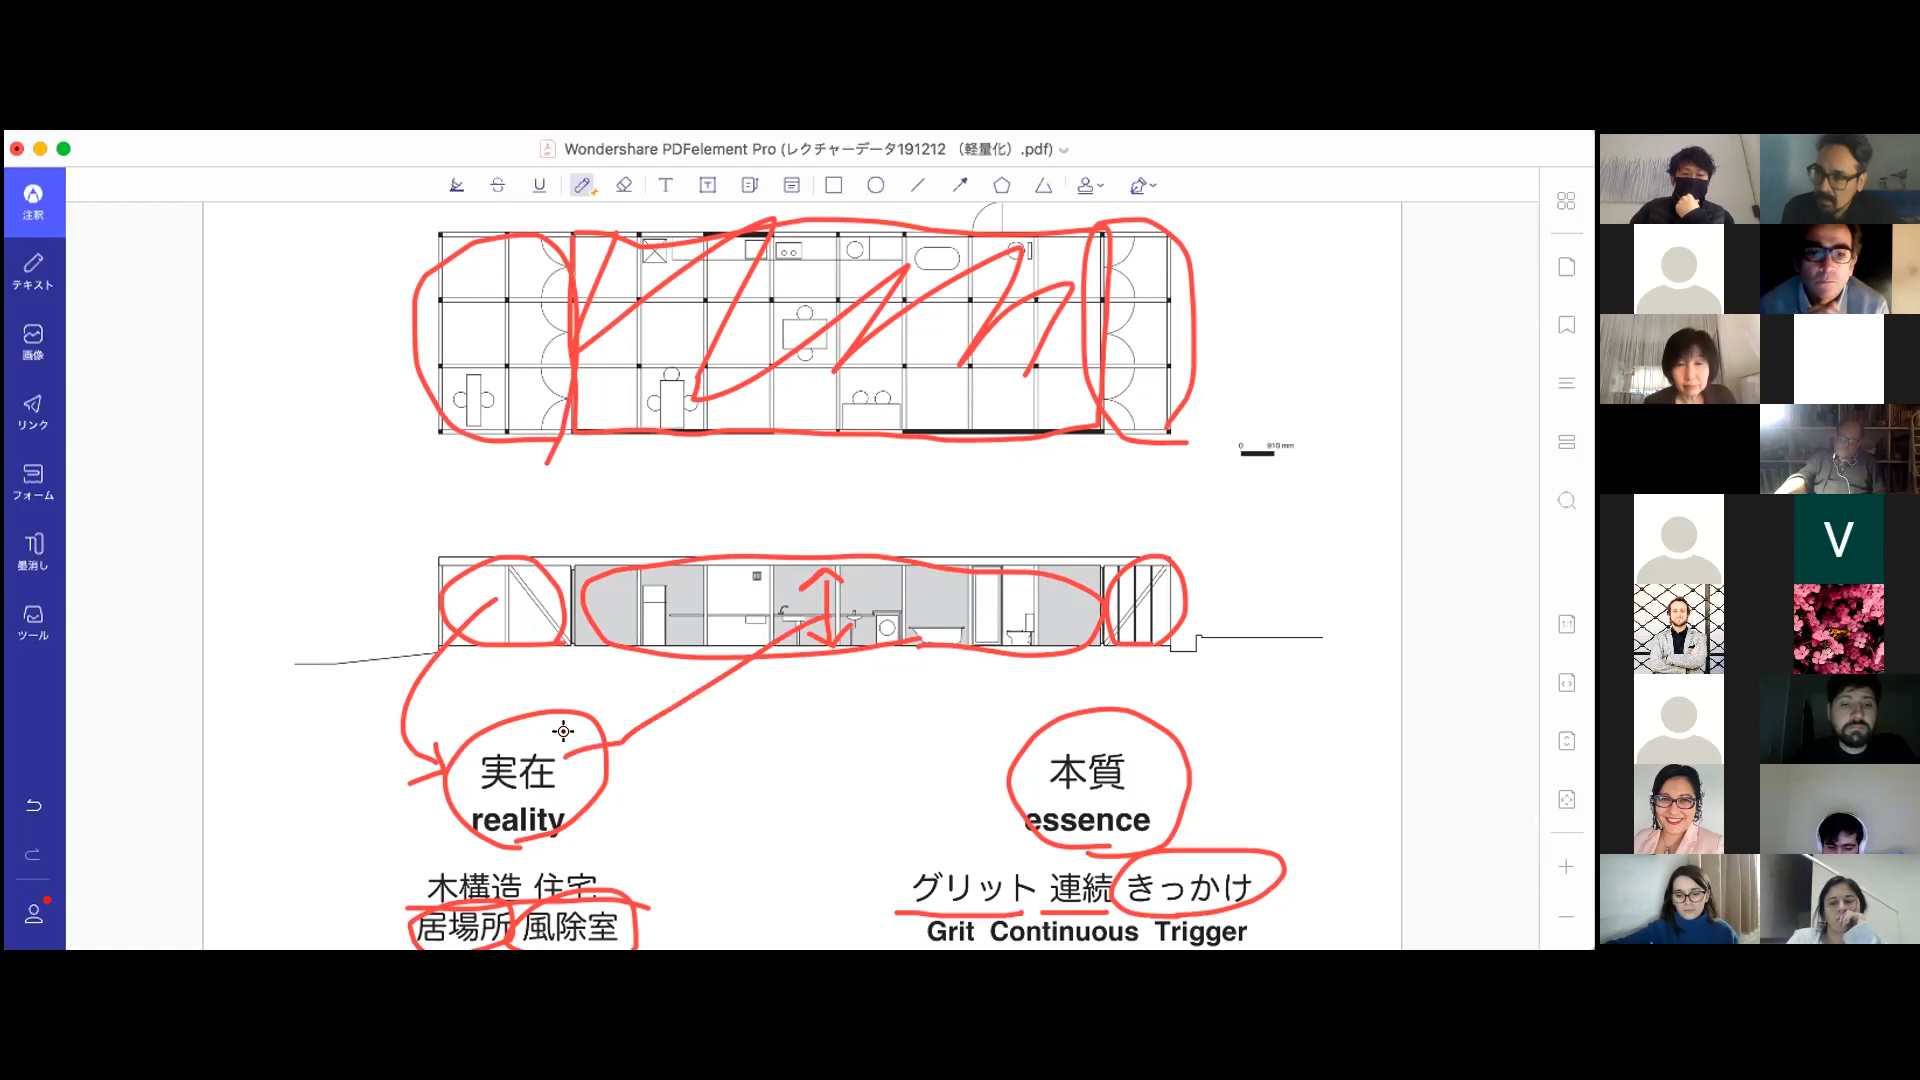 Wondershare PDFelement Pro (レクチャーデータ191212 （軽量化）.pdf)
注釈
テキスト
画像
リンク
フォーム
墨消し
ツール
0 910 mm
実在
reality
木構造 住宅
居場所 風除室
本質
essence
グリット 連続 きっかけ
Grit Continuous Trigger
V